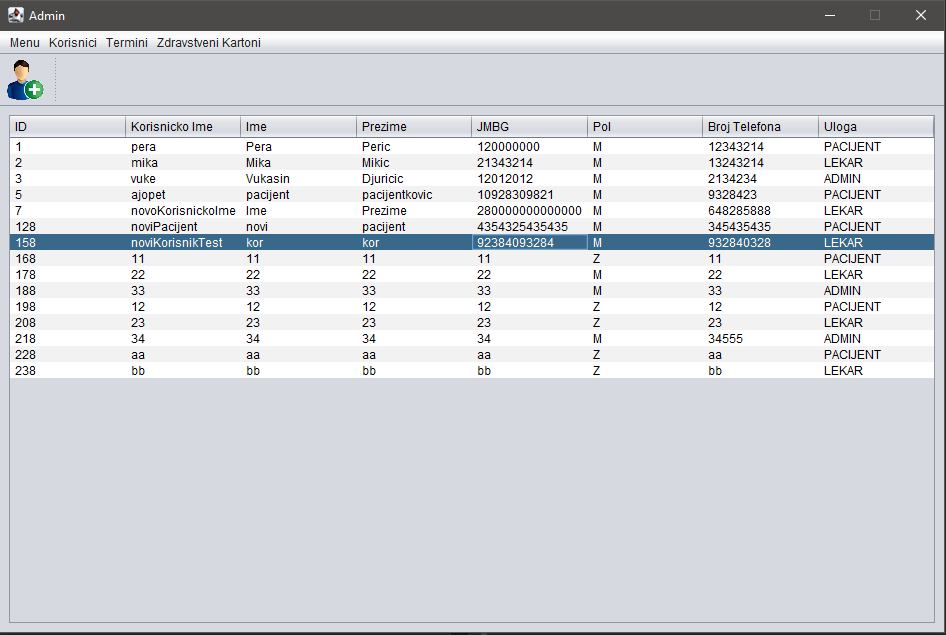 Admin
Menu Korisnici Termini Zdravstveni Kartoni
ID Korisnicko Ime Ime Prezime JMBG Pol Broj Telefona Uloga
1 pera Pera Peric 120000000 M 12343214 PACIJENT
2 mika Mika Mikic 21343214 M 13243214 LEKAR
3 vuke Vukasin Djuricic 12012012 M 2134234 ADMIN
5 ajopet pacijent pacijentkovic 10928309821 M 9328423 PACIJENT
7 novoKorisnickoIme Ime Prezime 280000000000000 M 648285888 LEKAR
128 noviPacijent novi pacijent 4354325435435 M 345435435 PACIJENT
158 noviKorisnikTest kor kor 92384093284 M 932840328 LEKAR
168 11 11 11 11 Z 11 PACIJENT
178 22 22 22 22 M 22 LEKAR
188 33 33 33 33 M 33 ADMIN
198 12 12 12 12 Z 12 PACIJENT
208 23 23 23 23 Z 23 LEKAR
218 34 34 34 34 M 34555 ADMIN
228 aa aa aa aa Z aa PACIJENT
238 bb bb bb bb Z bb LEKAR